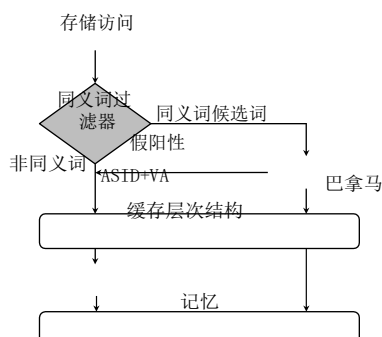 存储访问
同义词过
滤器
同义词候选词
假阳性
非同义词
ASID+VA
巴拿马
缓存层次结构
记忆